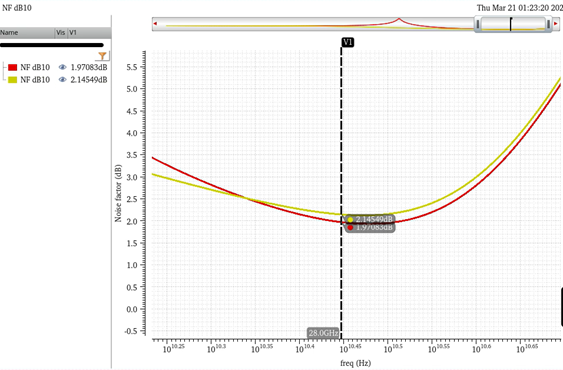 NF dB10
Thu Mar 21 01:23:20 202
Name Vis V1
NF dB10 1.97083dB
NF dB10 2.14549dB
V1
5.5
5.0
4.5
4.0
3.5
3.0
2.5
2.0
1.5
1.0
0.5
0.0
-0.5
Noise factor (dB)
2.14549dB
1.97083dB
28.0GHz
10^10.25 10^10.3 10^10.35 10^10.4 10^10.45 10^10.5 10^10.55 10^10.6 10^10.65
freq (Hz)